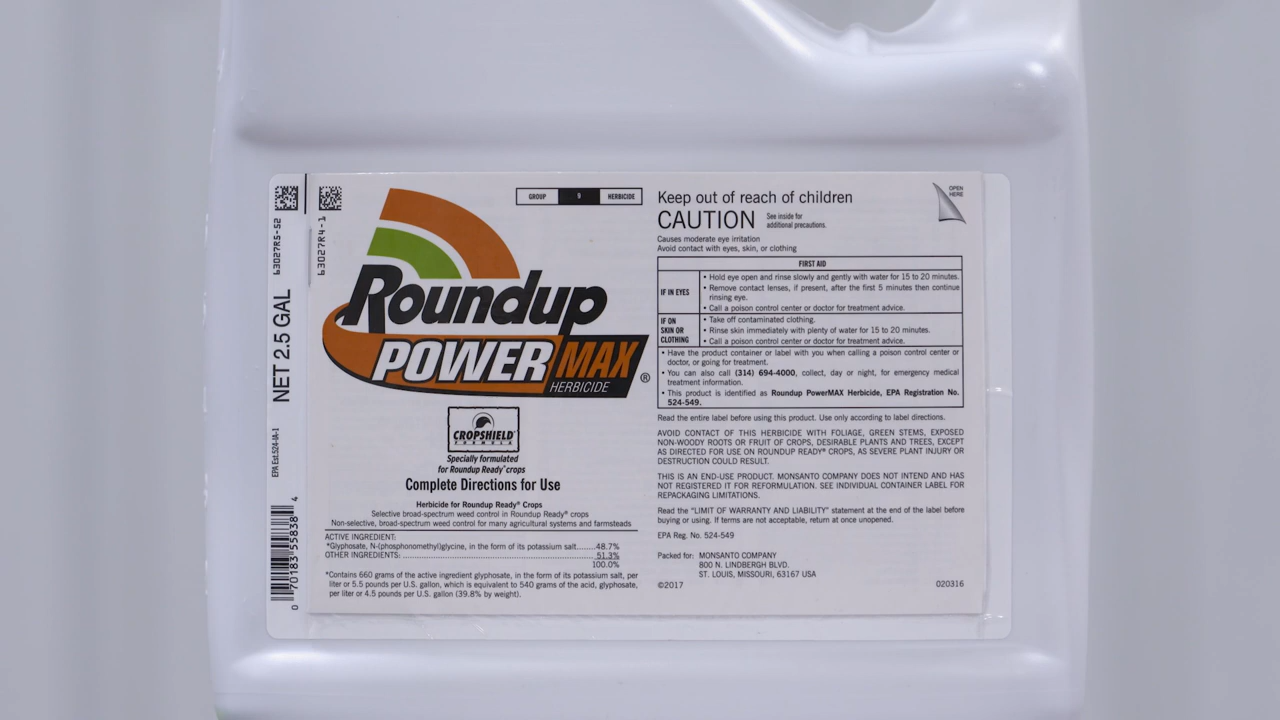 63027R5-52
NET 2.5 GAL
EPA Est.524-IA-1
0 70183 55838 4
63027R4-1
Roundup
POWERMAX
HERBICIDE
®
CROPSHIELD
FORMULA
Specially formulated
for Roundup Ready® crops
Complete Directions for Use
Herbicide for Roundup Ready® Crops
Selective broad-spectrum weed control in Roundup Ready® crops
Non-selective, broad-spectrum weed control for many agricultural systems and farmsteads
ACTIVE INGREDIENT:
*Glyphosate, N-(phosphonomethyl)glycine, in the form of its potassium salt.......48.7%
OTHER INGREDIENTS: ......................................................................51.3%
100.0%
*Contains 660 grams of the active ingredient glyphosate, in the form of its potassium salt, per
liter or 5.5 pounds per U.S. gallon, which is equivalent to 540 grams of the acid, glyphosate,
per liter or 4.5 pounds per U.S. gallon (39.8% by weight).
GROUP 9 HERBICIDE
Keep out of reach of children
CAUTION
See inside for
additional precautions.
OPEN
HERE
Causes moderate eye irritation
Avoid contact with eyes, skin, or clothing
FIRST AID
IF IN EYES
• Hold eye open and rinse slowly and gently with water for 15 to 20 minutes.
• Remove contact lenses, if present, after the first 5 minutes then continue
rinsing eye.
• Call a poison control center or doctor for treatment advice.
IF ON
SKIN OR
CLOTHING
• Take off contaminated clothing.
• Rinse skin immediately with plenty of water for 15 to 20 minutes.
• Call a poison control center or doctor for treatment advice.
• Have the product container or label with you when calling a poison control center or
doctor, or going for treatment.
• You can also call (314) 694-4000, collect, day or night, for emergency medical
treatment information.
• This product is identified as Roundup PowerMAX Herbicide, EPA Registration No.
524-549.
Read the entire label before using this product. Use only according to label directions.
AVOID CONTACT OF THIS HERBICIDE WITH FOLIAGE, GREEN STEMS, EXPOSED
NON-WOODY ROOTS OR FRUIT OF CROPS, DESIRABLE PLANTS AND TREES, EXCEPT
AS DIRECTED FOR USE ON ROUNDUP READY® CROPS, AS SEVERE PLANT INJURY OR
DESTRUCTION COULD RESULT.
THIS IS AN END-USE PRODUCT. MONSANTO COMPANY DOES NOT INTEND AND HAS
NOT REGISTERED IT FOR REFORMULATION. SEE INDIVIDUAL CONTAINER LABEL FOR
REPACKAGING LIMITATIONS.
Read the "LIMIT OF WARRANTY AND LIABILITY" statement at the end of the label before
buying or using. If terms are not acceptable, return at once unopened.
EPA Reg. No. 524-549
Packed for: MONSANTO COMPANY
800 N. LINDBERGH BLVD.
ST. LOUIS, MISSOURI, 63167 USA
©2017
020316